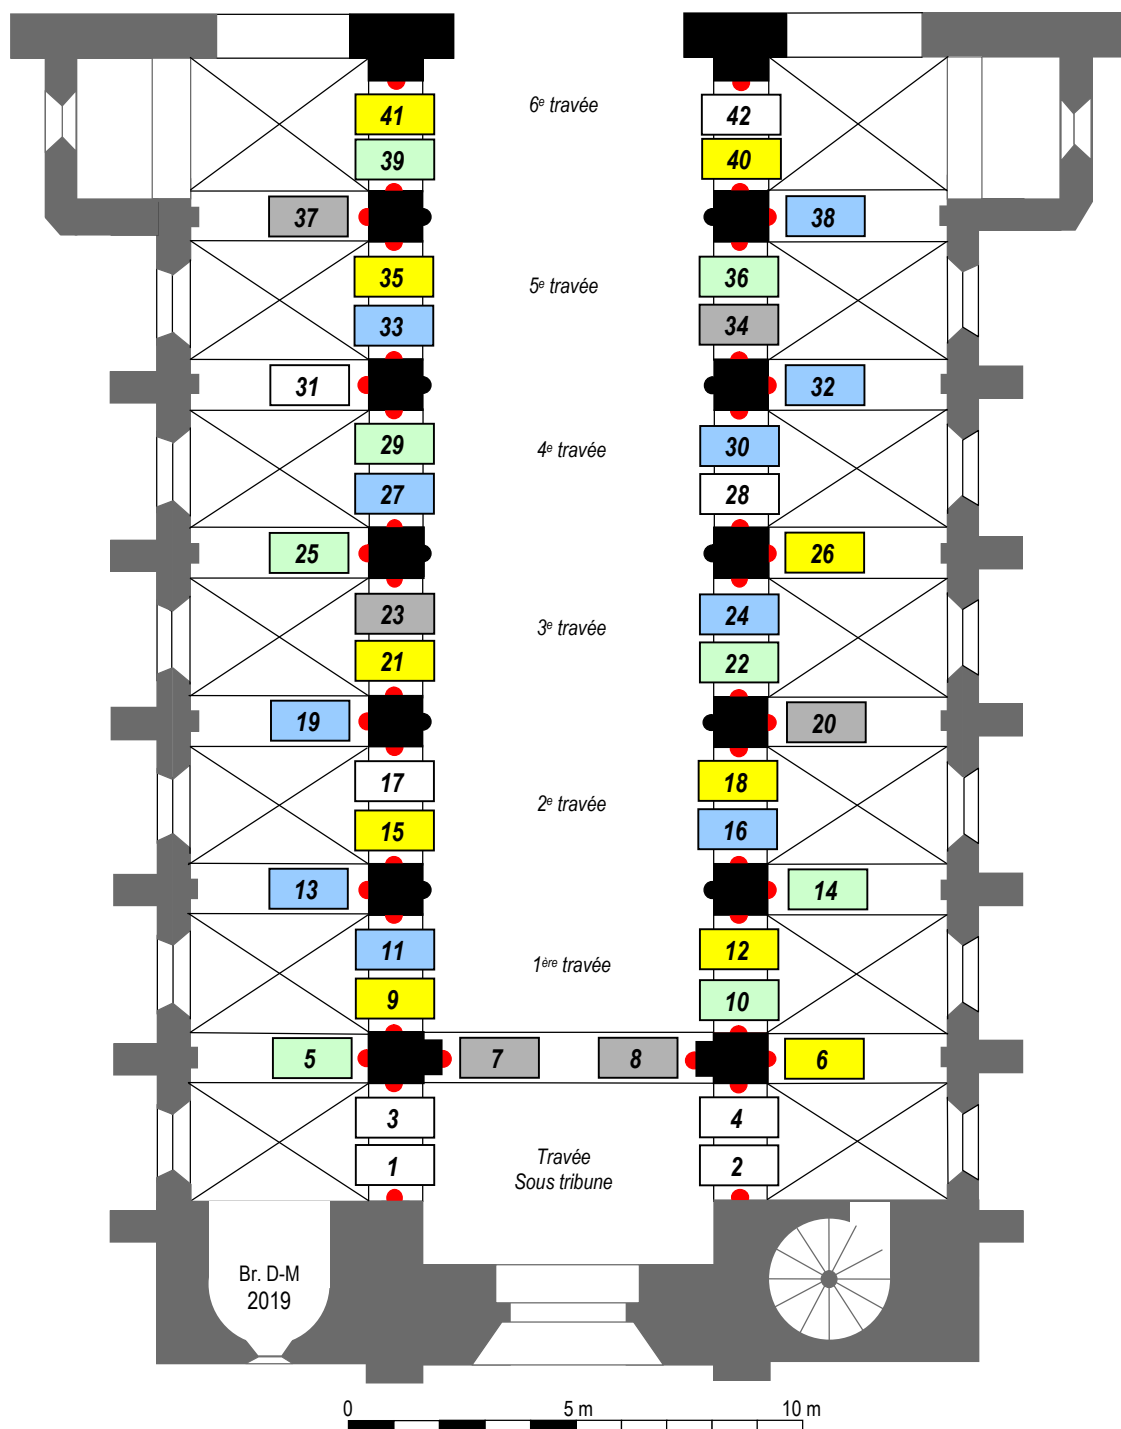 41 6e travée 42
39 40
37 38
35 5e travée 36
33 34
31 32
29 4e travée 30
27 28
25 26
23 3e travée 24
21 22
19 20
17 2e travée 18
15 16
13 14
11 1ère travée 12
9 10
5 7 8 6
3 4
1 Travée 2
Sous tribune
Br. D-M
2019
0 5 m 10 m